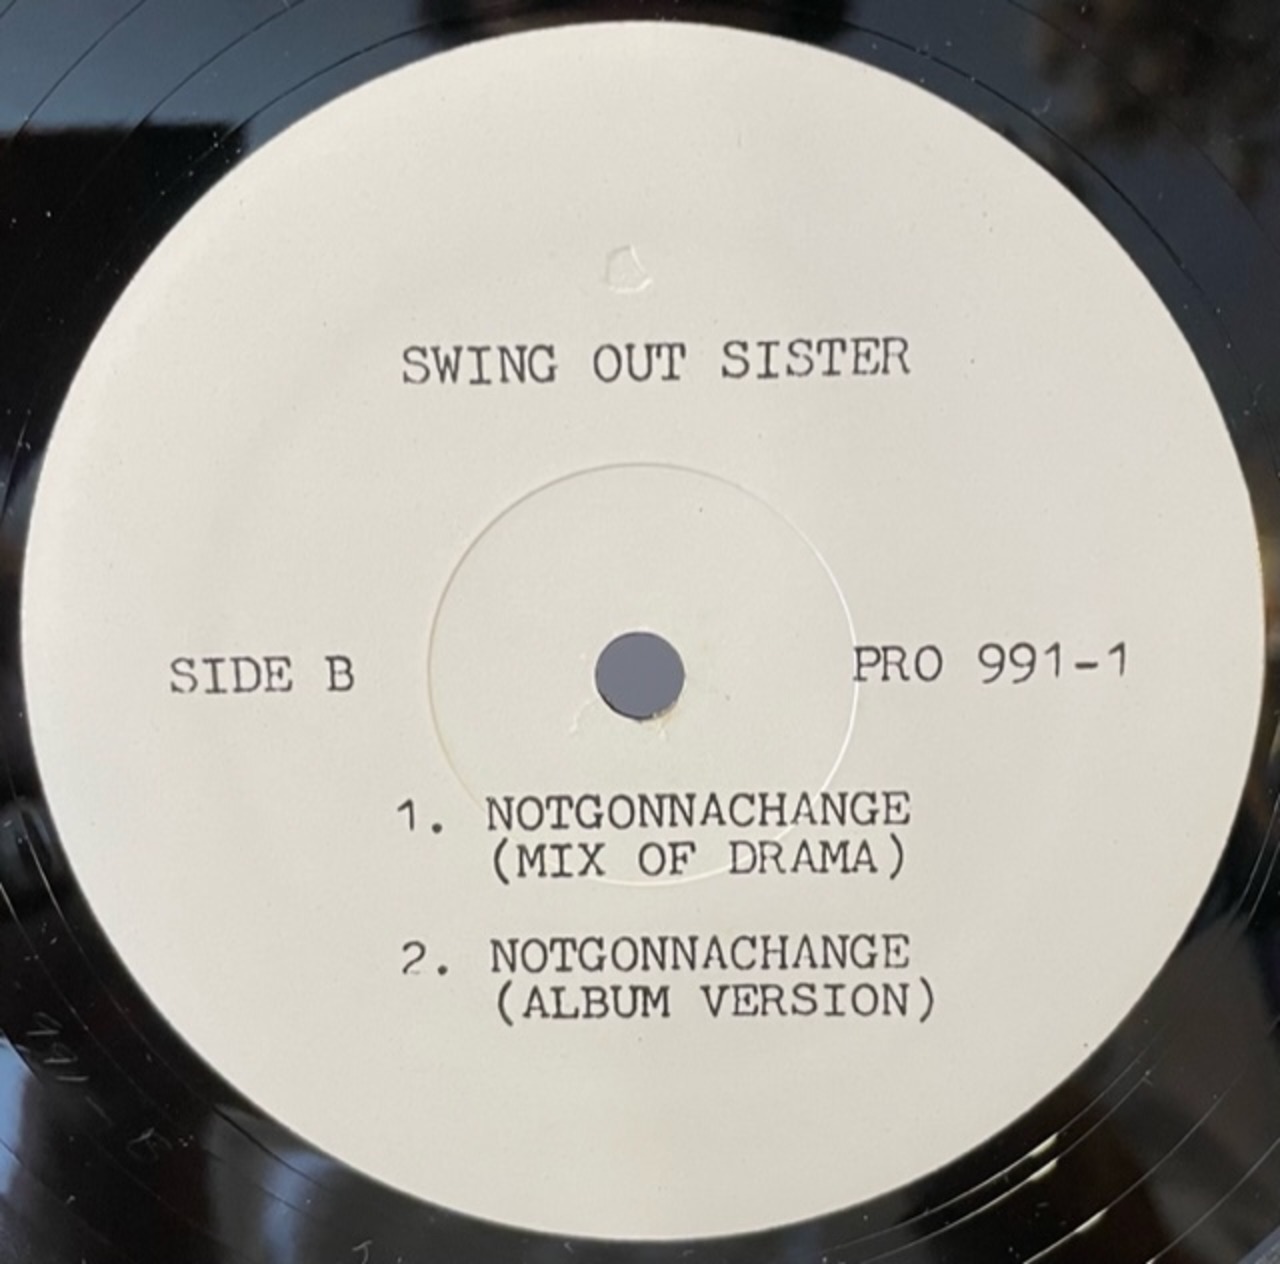 SWING OUT SISTER
SIDE B
PRO 991-1
1. NOTGONNACHANGE
(MIX OF DRAMA)
2. NOTGONNACHANGE
(ALBUM VERSION)